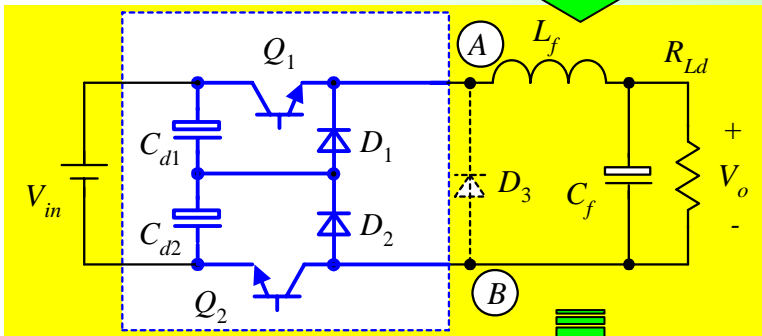 Q1
A
Lf
RLd
Cd1
D1
+
Vin
D3
Cf
Vo
Cd2
D2
-
Q2
B